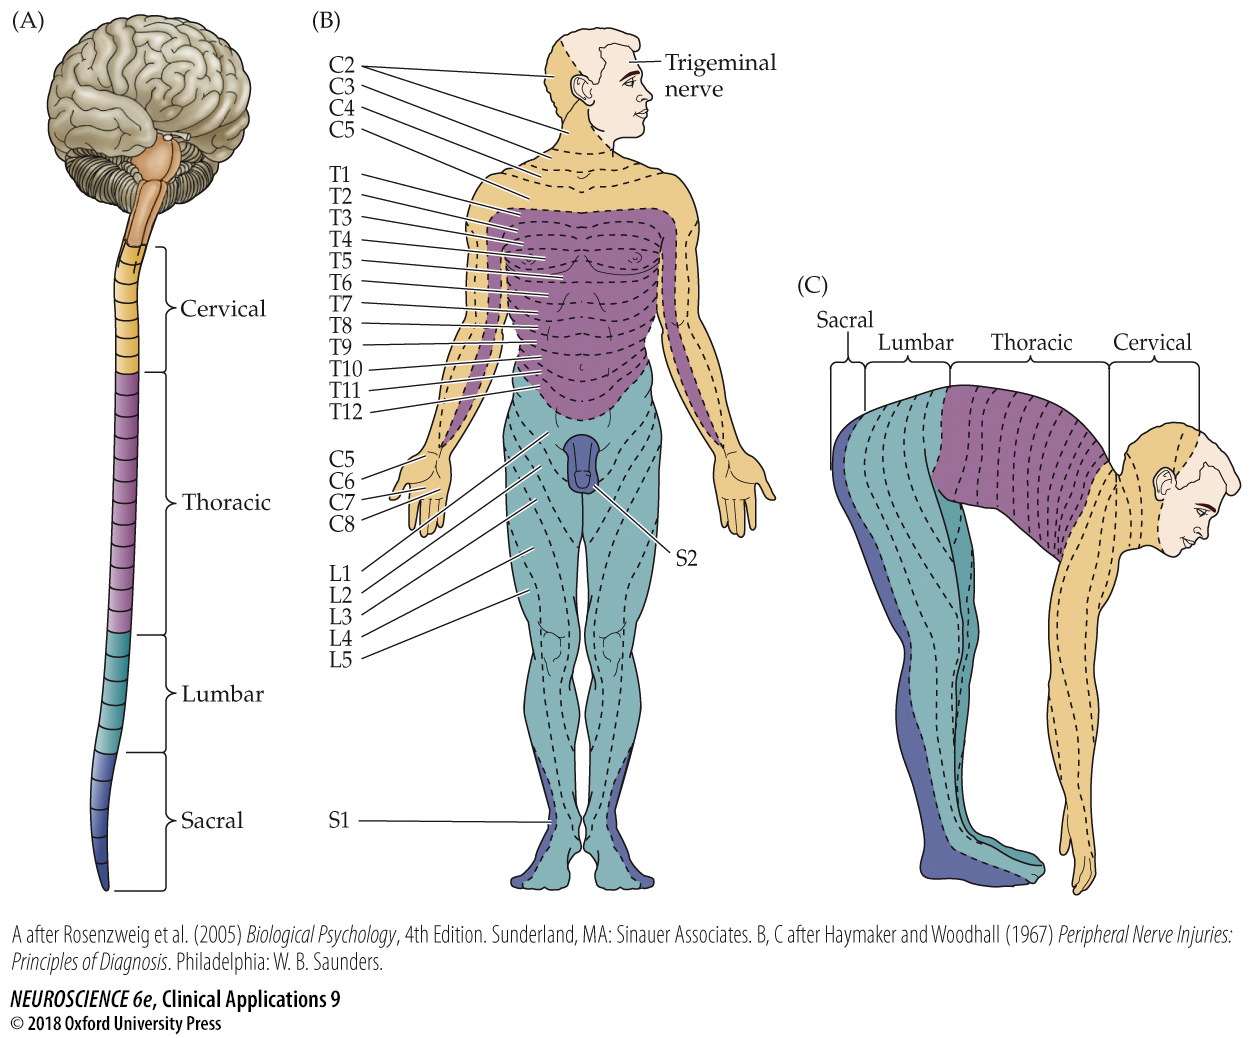 (A)
(B)
C2
C3
C4
C5
T1
T2
T3
T4
T5
T6
T7
T8
T9
T10
T11
T12
C5
C6
C7
C8
L1
L2
L3
L4
L5
S1
Trigeminal
nerve
S2
Cervical
Thoracic
Lumbar
Sacral
(C)
Sacral
Lumbar
Thoracic
Cervical
A after Rosenzweig et al. (2005) Biological Psychology, 4th Edition. Sunderland, MA: Sinauer Associates. B, C after Haymaker and Woodhall (1967) Peripheral Nerve Injuries:
Principles of Diagnosis. Philadelphia: W. B. Saunders.
NEUROSCIENCE 6e, Clinical Applications 9
© 2018 Oxford University Press